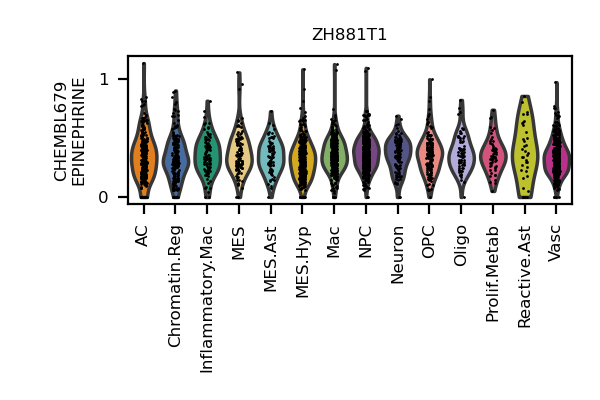 ZH881T1
CHEMBL679
EPINEPHRINE
1
0
AC
Chromatin.Reg
Inflammatory.Mac
MES
MES.Ast
MES.Hyp
Mac
NPC
Neuron
OPC
Oligo
Prolif.Metab
Reactive.Ast
Vasc